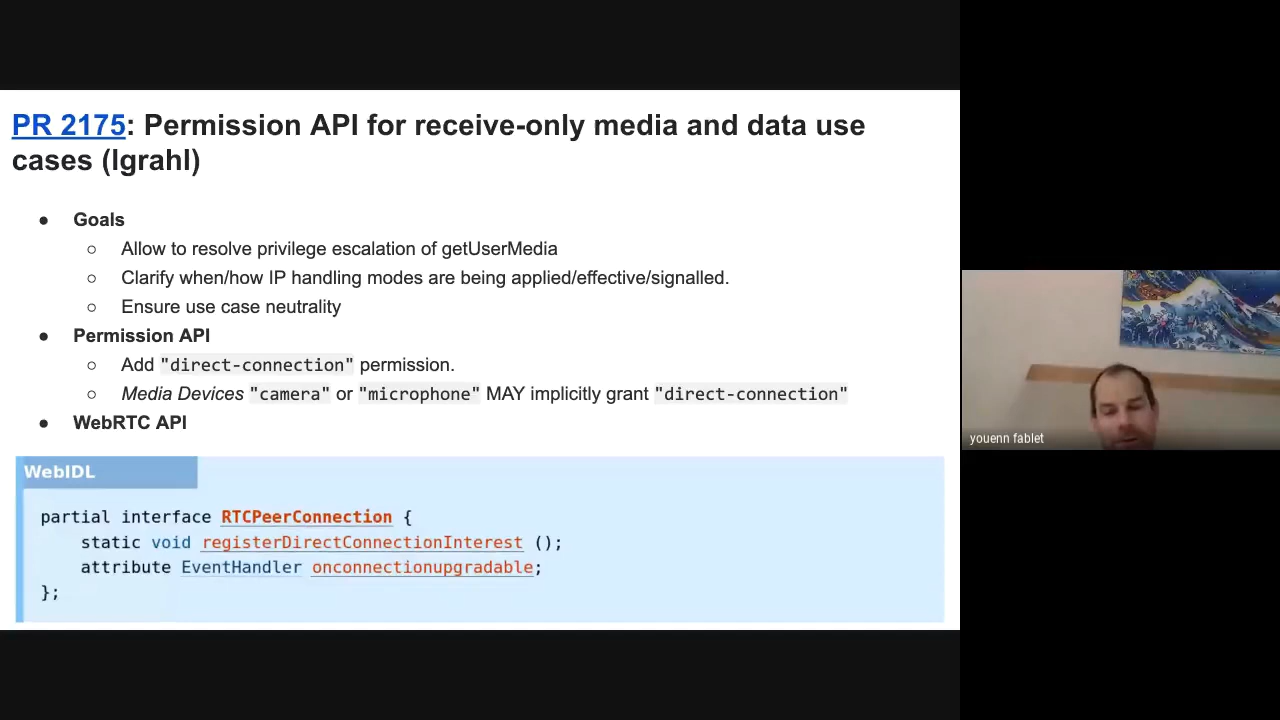 PR 2175: Permission API for receive-only media and data use
cases (lgrahl)
● Goals
○ Allow to resolve privilege escalation of getUserMedia
○ Clarify when/how IP handling modes are being applied/effective/signalled.
○ Ensure use case neutrality
● Permission API
○ Add "direct-connection" permission.
○ Media Devices "camera" or "microphone" MAY implicitly grant "direct-connection"
● WebRTC API
WebIDL
partial interface RTCPeerConnection {
static void registerDirectConnectionInterest ();
attribute EventHandler onconnectionupgradable;
};
youenn fablet